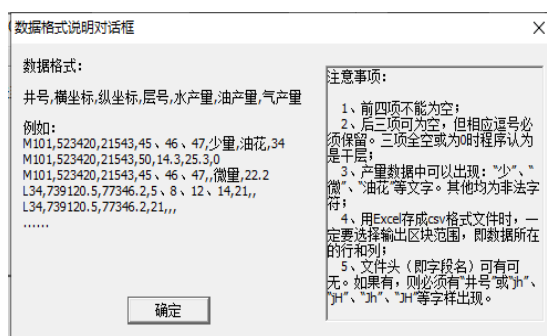 数据格式说明对话框
数据格式：
井号,横坐标,纵坐标,层号,水产量,油产量,气产量
例如：
M101,523420,21543,45、46、47,少量,油花,34
M101,523420,21543,50,14.3,25.3,0
M101,523420,21543,45、46、47,,微量,22.2
L34,739120.5,77346.2,5、8、12、14,21,,
L34,739120.5,77346.2,21,,,
......
确定
注意事项：
1、前四项不能为空；
2、后三项可为空，但相应逗号必
须保留。三项全空或为0时程序认为
是干层；
3、产量数据中可以出现：“少”、“
微”、“油花”等文字。其他均为非法字
符；
4、用Excel存成csv格式文件时，一
定要选择输出区块范围，即数据所在
的行和列；
5、文件头（即字段名）可有可
无。如果有，则必须有“井号”或“jh”、
“jH”、“Jh”、“JH”等字样出现。